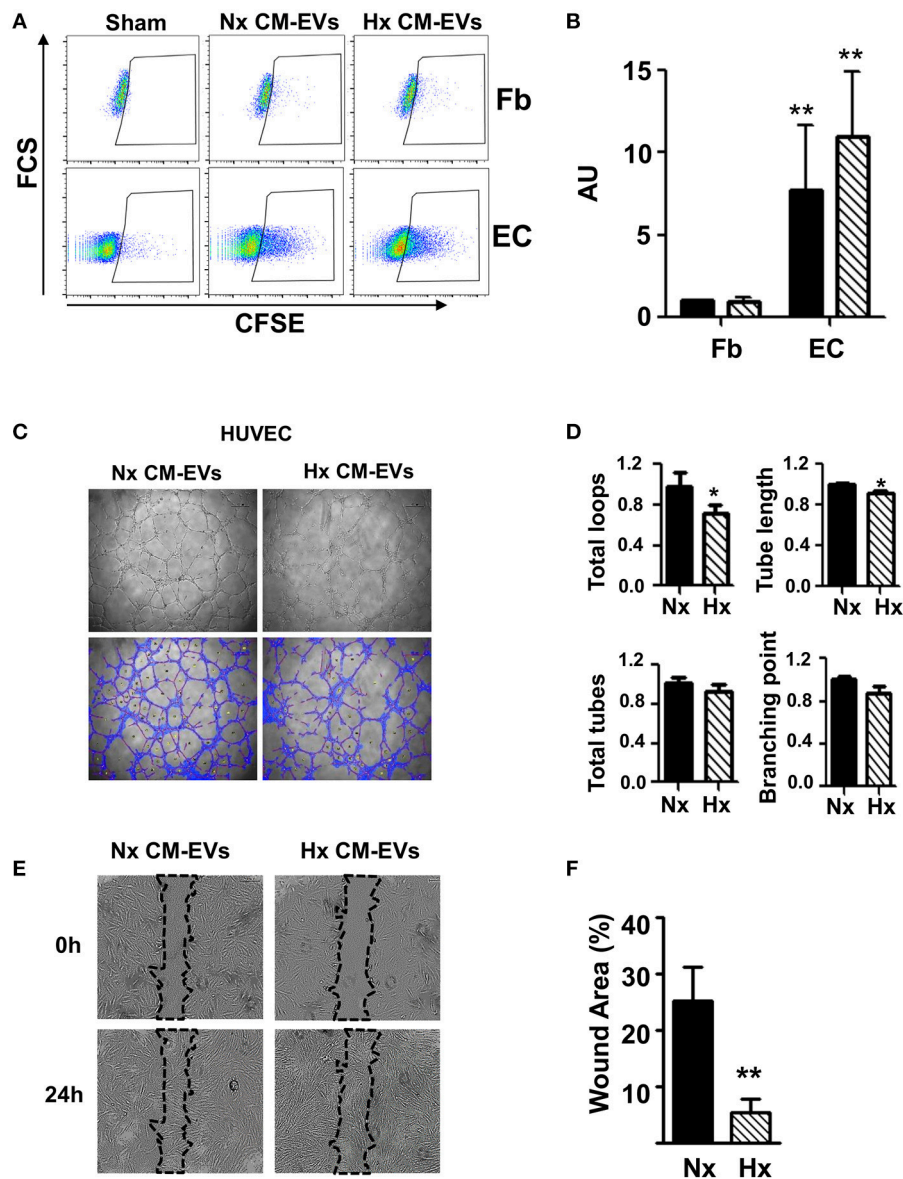 A
Sham
Nx CM-EVs
Hx CM-EVs
Fb
EC
FCS
CFSE
B
**
**
AU
15
10
5
0
Fb
EC
C
HUVEC
Nx CM-EVs
Hx CM-EVs
D
Total loops
1.2
0.8
0.4
0.0
*
Nx
Hx
Tube length
1.2
0.8
0.4
0.0
*
Nx
Hx
Total tubes
1.2
0.8
0.4
0.0
Nx
Hx
Branching point
1.2
0.8
0.4
0.0
Nx
Hx
E
Nx CM-EVs
Hx CM-EVs
0h
24h
F
Wound Area (%)
40
30
20
10
**
Nx
Hx